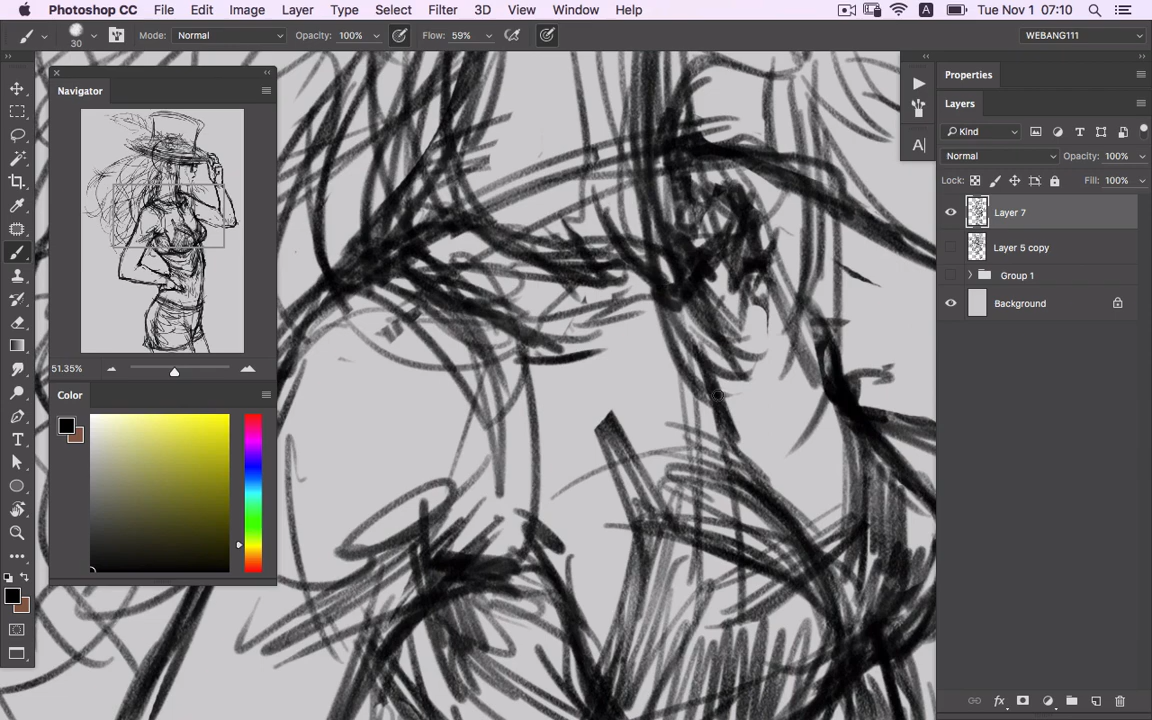 Photoshop CC File Edit Image Layer Type Select Filter 3D View Window Help A Tue Nov 1 07:10
30 Mode: Normal Opacity: 100% Flow: 59% WEBANG111
Navigator
51.35%
Color
Properties
Layers
Kind
Normal Opacity: 100%
Lock: Fill: 100%
Layer 7
Layer 5 copy
Group 1
Background
A
T
fx